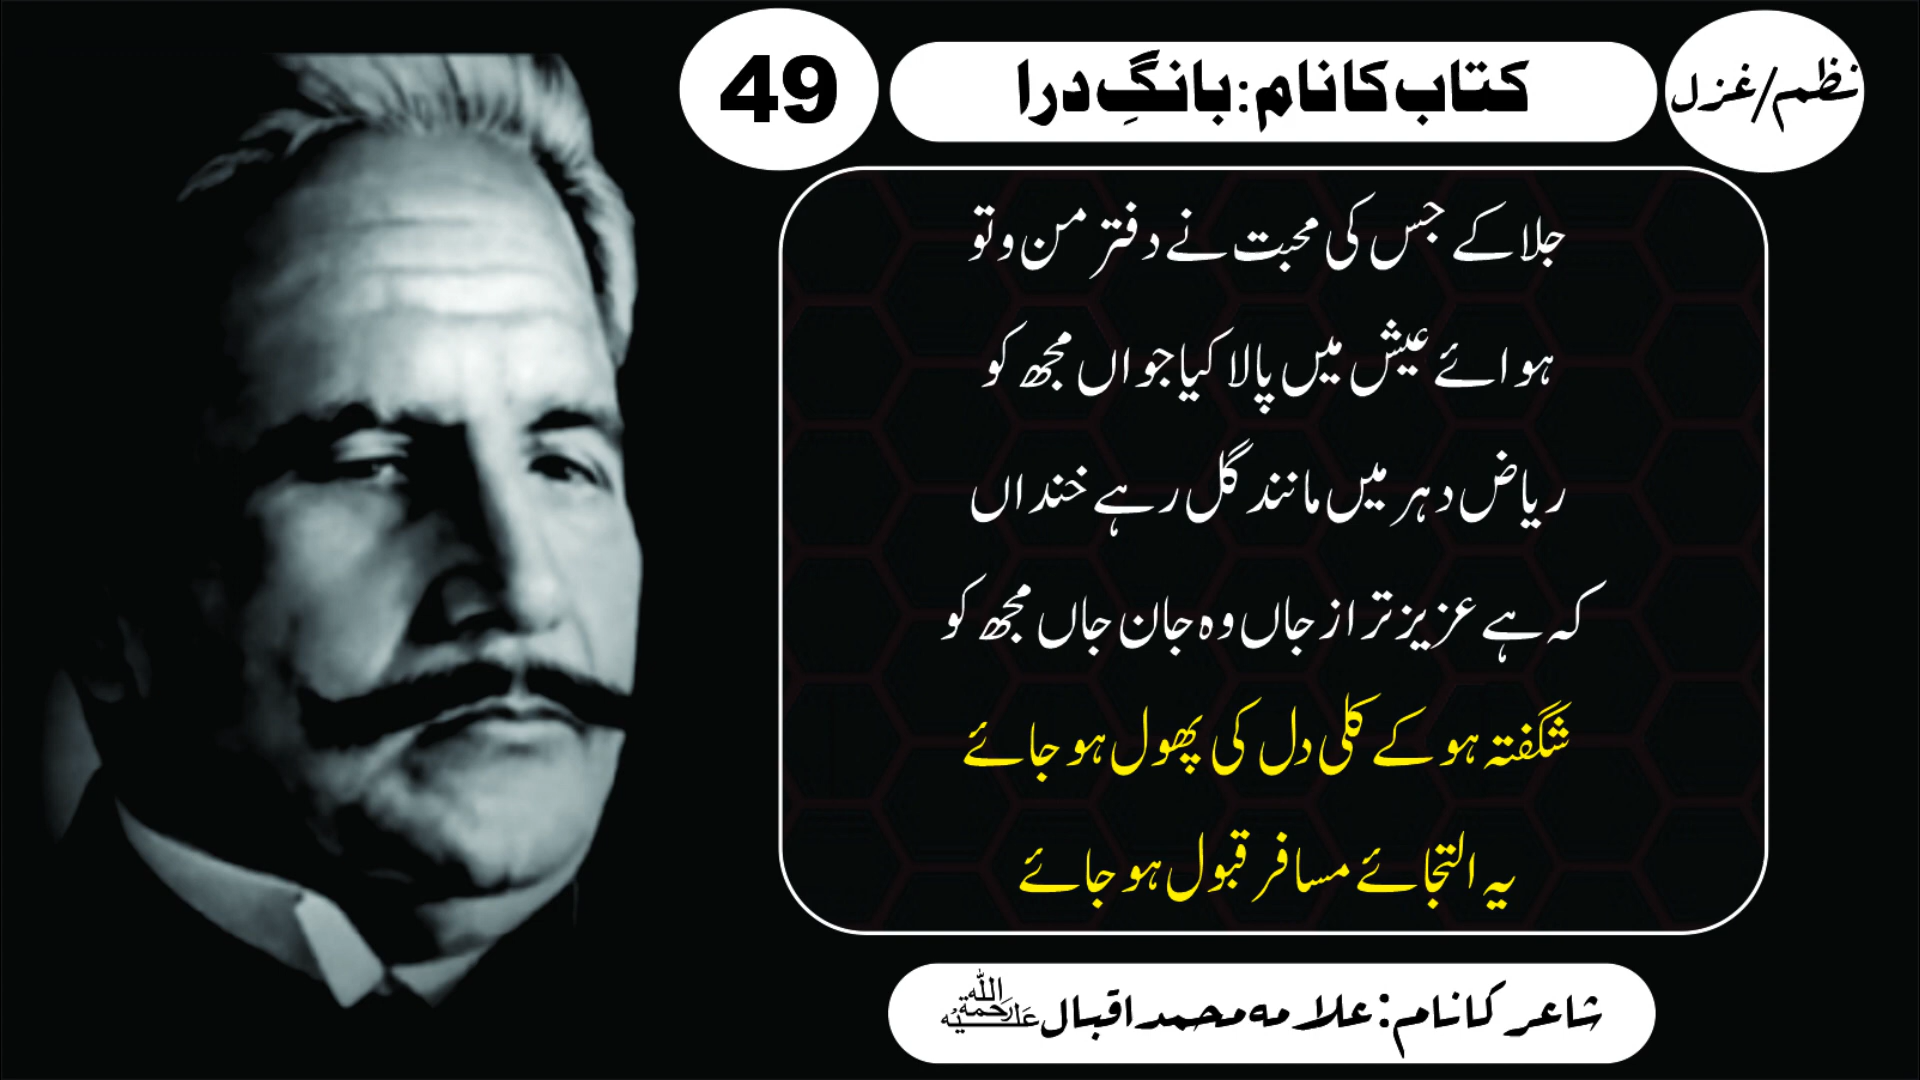 نظم/غزل
کتاب کا نام: بانگِ درا
49
جلا کے جس کی محبت نے دفتر من و تو
ہوائے عیش میں پالا کیا جواں مجھ کو
ریاض دہر میں مانند گل رہے خنداں
کہ ہے عزیز تر از جاں وہ جان جاں مجھ کو
شگفتہ ہو کے کلی دل کی پھول ہو جائے
یہ التجائے مسافر قبول ہو جائے
شاعر کا نام: علامہ محمد اقبال رحمۃ اللہ علیہ